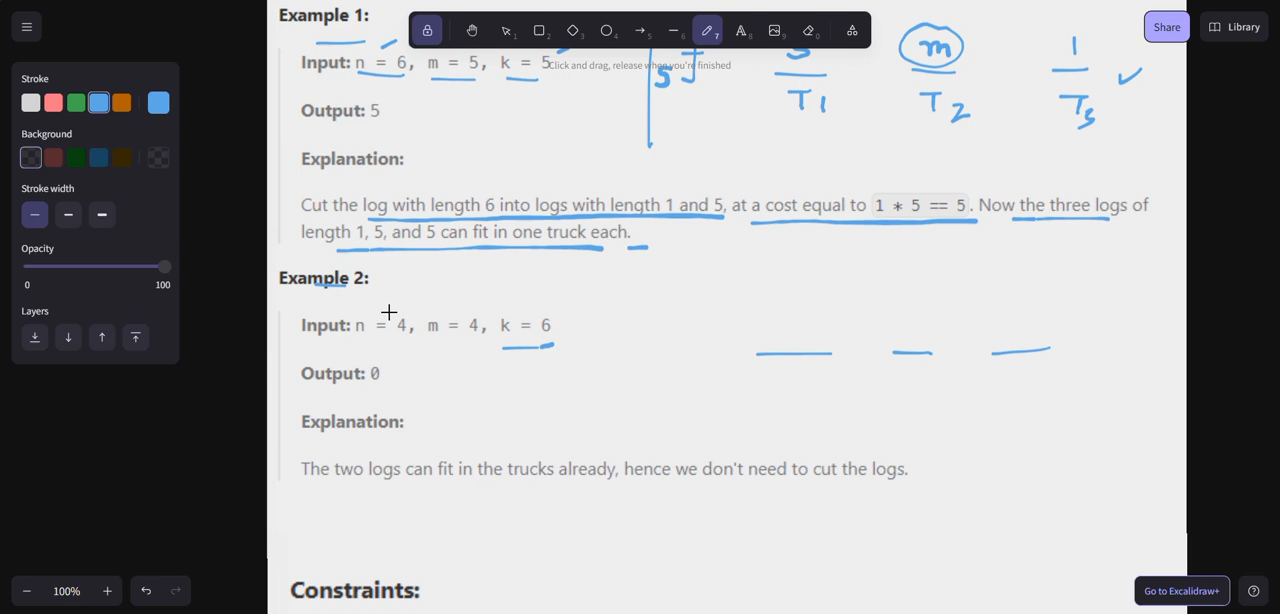 Example 1:
Share
Library
Stroke
Input: n = 6, m = 5, k = 5
Click and drag, release when you're finished
5
T1
m
T2
1
T3
Output: 5
Background
Explanation:
Stroke width
Cut the log with length 6 into logs with length 1 and 5, at a cost equal to 1 * 5 == 5. Now the three logs of
length 1, 5, and 5 can fit in one truck each.
Opacity
0 100
Example 2:
Layers
Input: n = 4, m = 4, k = 6
Output: 0
Explanation:
The two logs can fit in the trucks already, hence we don't need to cut the logs.
Constraints:
− 100% +
Go to Excalidraw+